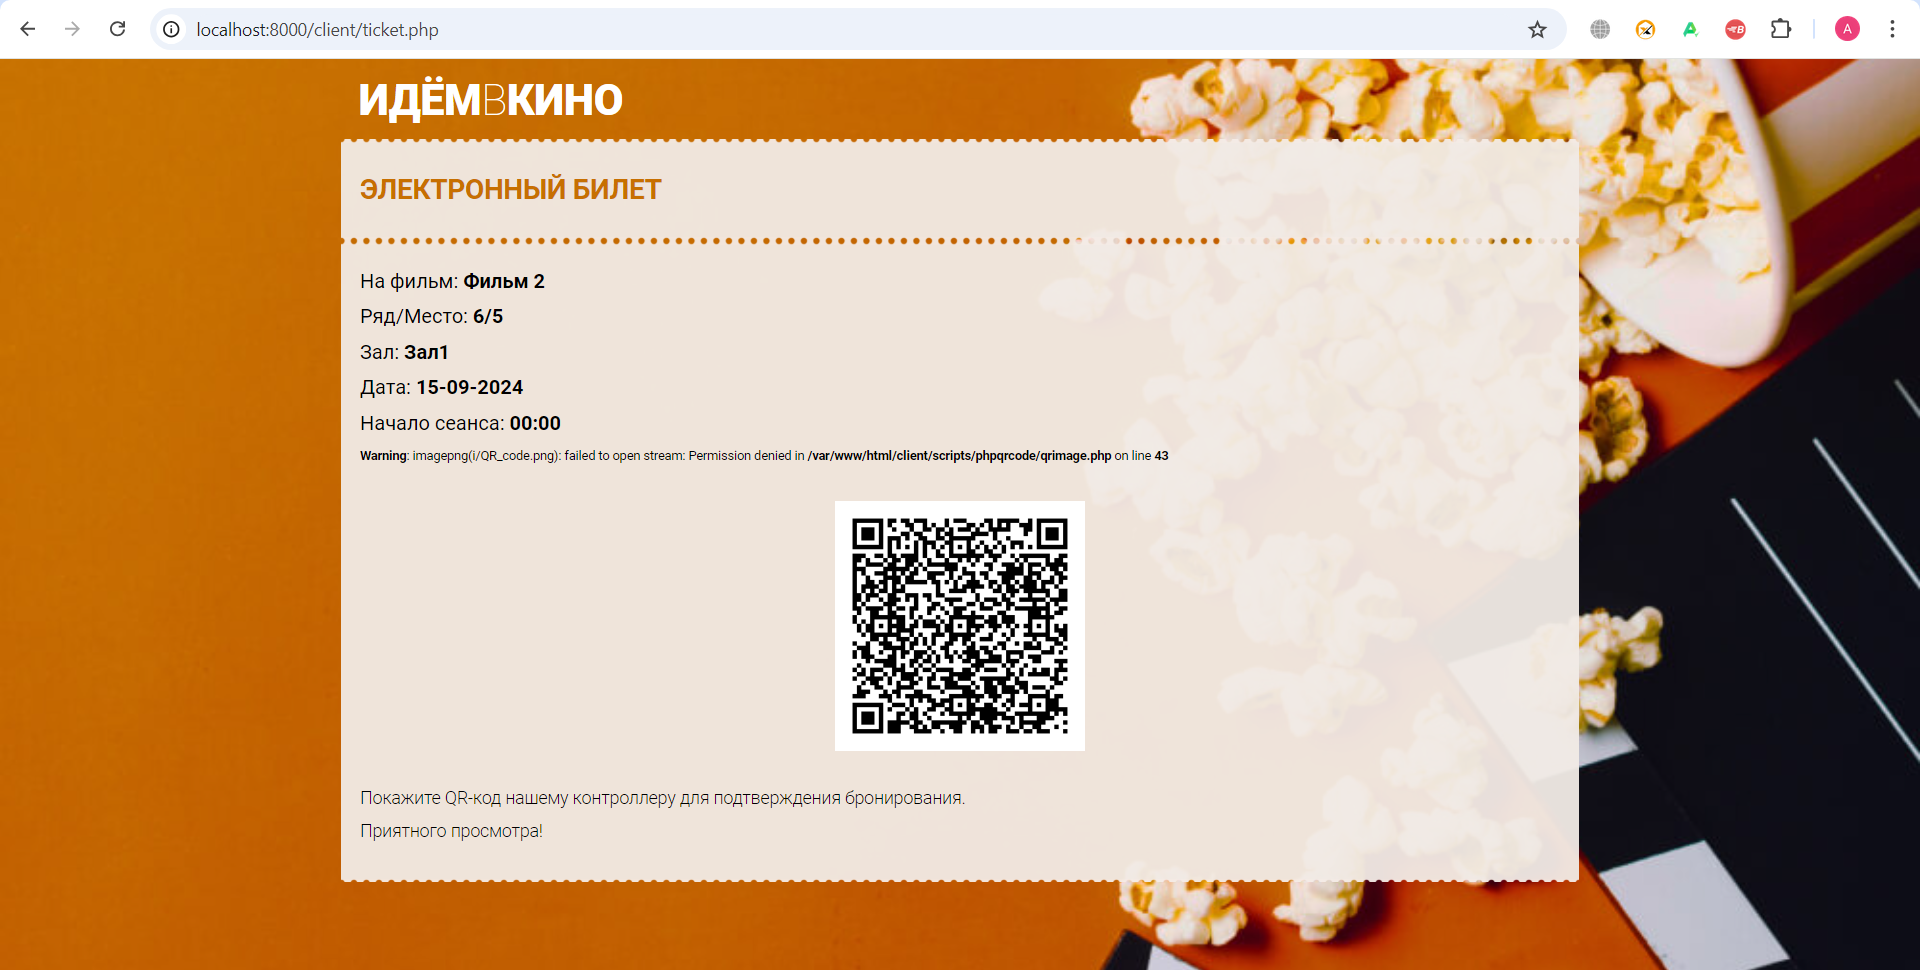 localhost:8000/client/ticket.php
A
B
A
ИДЁМВКИНО
ЭЛЕКТРОННЫЙ БИЛЕТ
На фильм: Фильм 2
Ряд/Место: 6/5
Зал: Зал1
Дата: 15-09-2024
Начало сеанса: 00:00
Warning: imagepng(i/QR_code.png): failed to open stream: Permission denied in /var/www/html/client/scripts/phpqrcode/qrimage.php on line 43
Покажите QR-код нашему контроллеру для подтверждения бронирования.
Приятного просмотра!